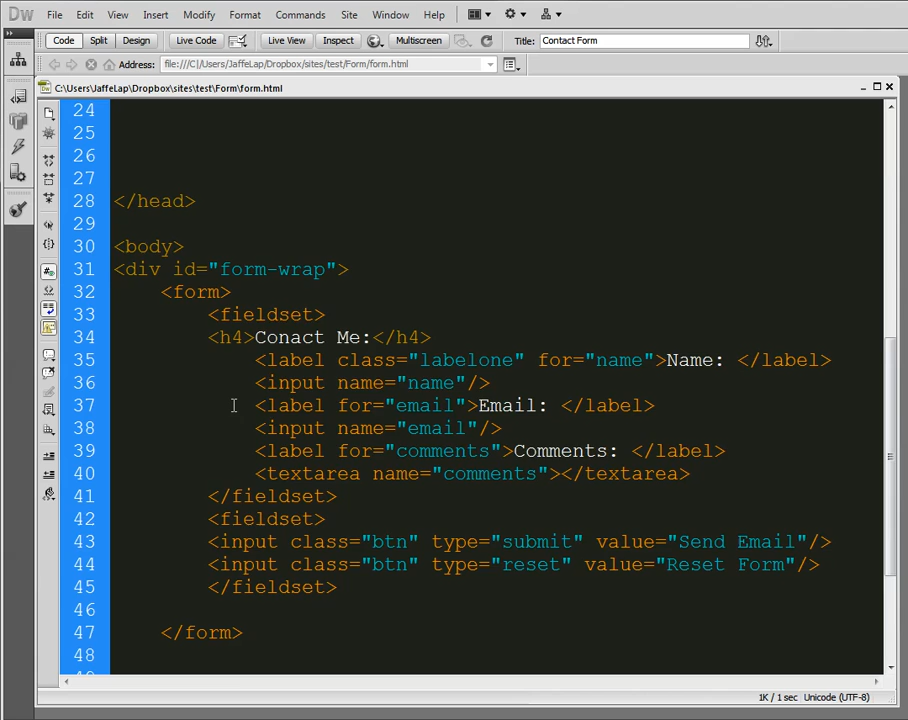 Dw File Edit View Insert Modify Format Commands Site Window Help
Code Split Design Live Code Live View Inspect Multiscreen Title: Contact Form
Address: file:///C|/Users/JaffeLap/Dropbox/sites/test/Form/form.html
C:\Users\JaffeLap\Dropbox\sites\test\Form\form.html
24
25
26
27
28 </head>
29
30 <body>
31 <div id="form-wrap">
32 <form>
33 <fieldset>
34 <h4>Conact Me:</h4>
35 <label class="labelone" for="name">Name: </label>
36 <input name="name"/>
37 <label for="email">Email: </label>
38 <input name="email"/>
39 <label for="comments">Comments: </label>
40 <textarea name="comments"></textarea>
41 </fieldset>
42 <fieldset>
43 <input class="btn" type="submit" value="Send Email"/>
44 <input class="btn" type="reset" value="Reset Form"/>
45 </fieldset>
46
47 </form>
48
1K / 1 sec Unicode (UTF-8)